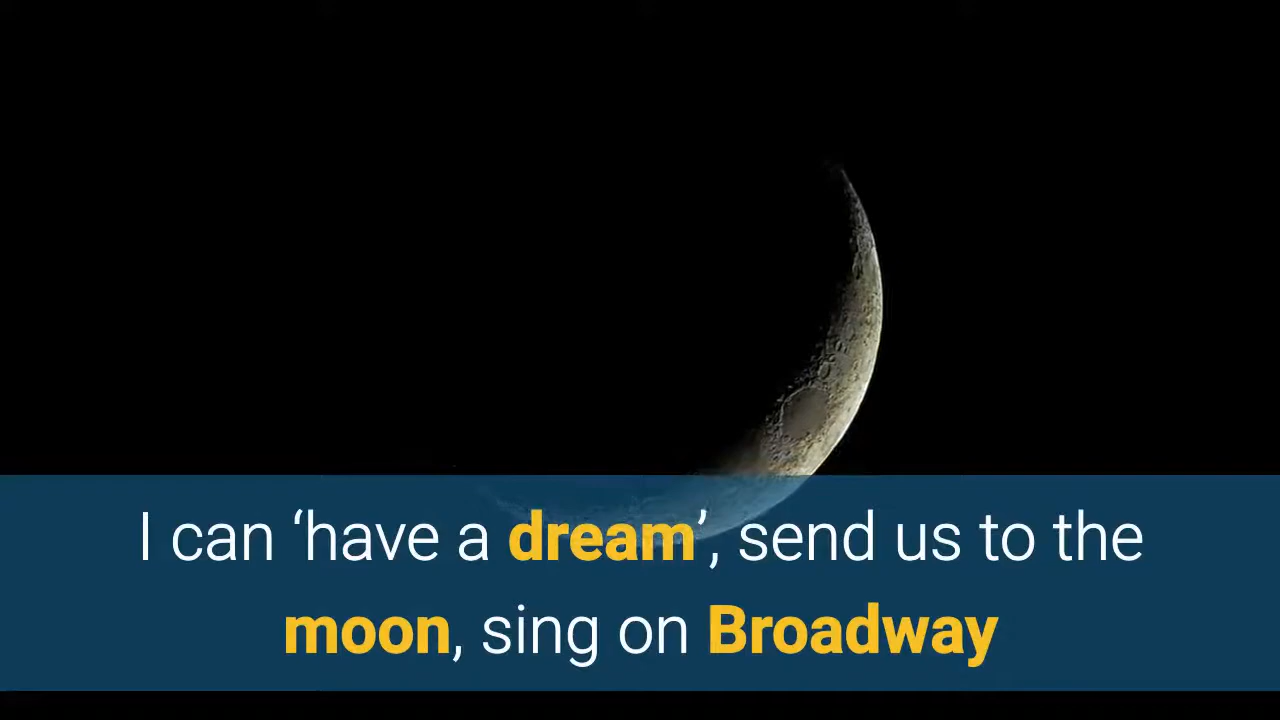 I can ‘have a dream’, send us to the
moon, sing on Broadway